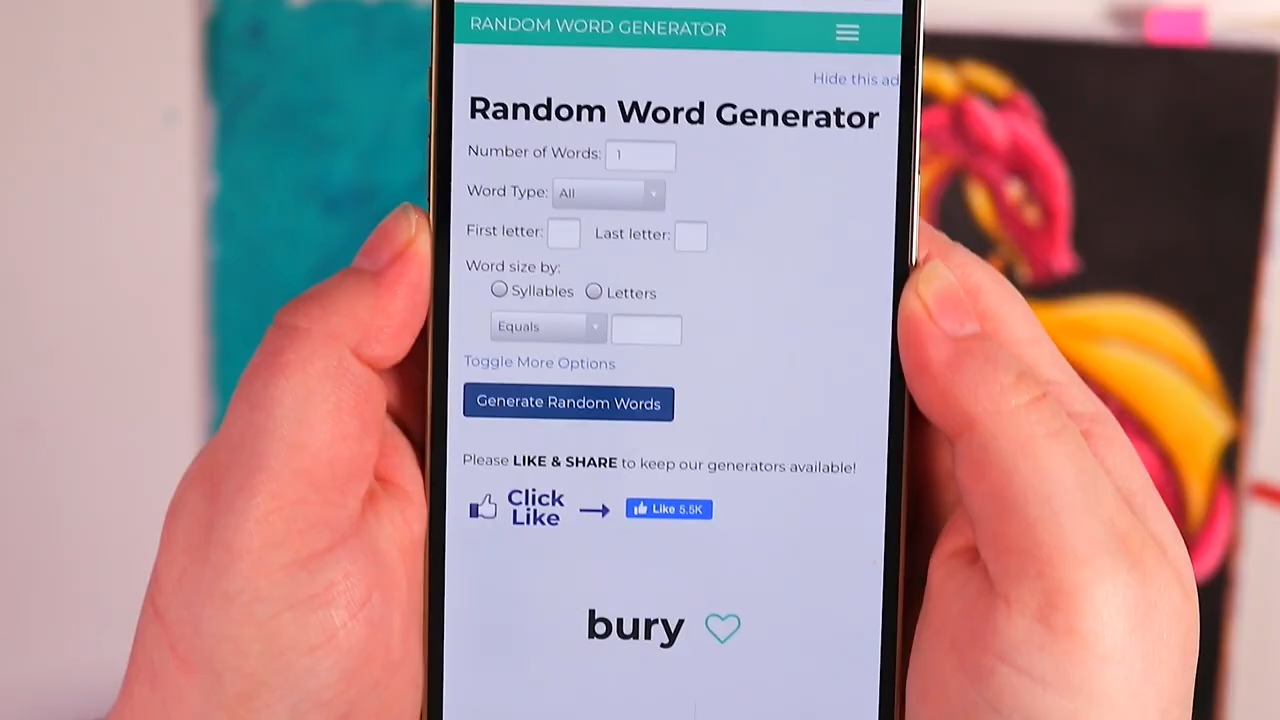 RANDOM WORD GENERATOR
Hide this ad
Random Word Generator
Number of Words: 1
Word Type: All
First letter: Last letter:
Word size by:
Syllables Letters
Equals
Toggle More Options
Generate Random Words
Please LIKE & SHARE to keep our generators available!
Click
Like
Like 5.5K
bury